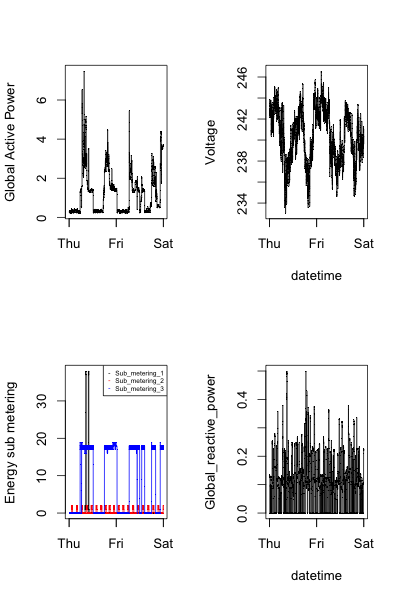 Global Active Power
0 2 4 6
Thu Fri Sat
Voltage
234 238 242 246
Thu Fri Sat
datetime
Energy sub metering
0 10 20 30
Sub_metering_1
Sub_metering_2
Sub_metering_3
Thu Fri Sat
Global_reactive_power
0.0 0.2 0.4
Thu Fri Sat
datetime